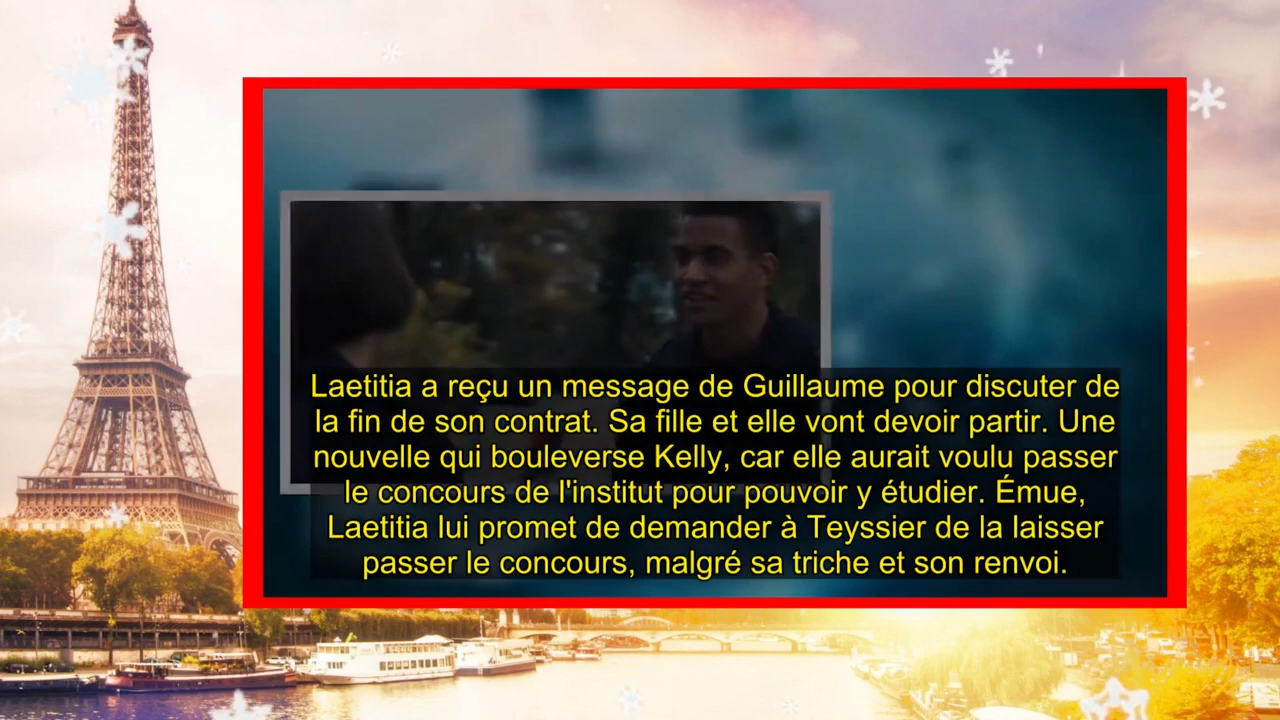 Laetitia a reçu un message de Guillaume pour discuter de
la fin de son contrat. Sa fille et elle vont devoir partir. Une
nouvelle qui bouleverse Kelly, car elle aurait voulu passer
le concours de l'institut pour pouvoir y étudier. Émue,
Laetitia lui promet de demander à Teyssier de la laisser
passer le concours, malgré sa triche et son renvoi.